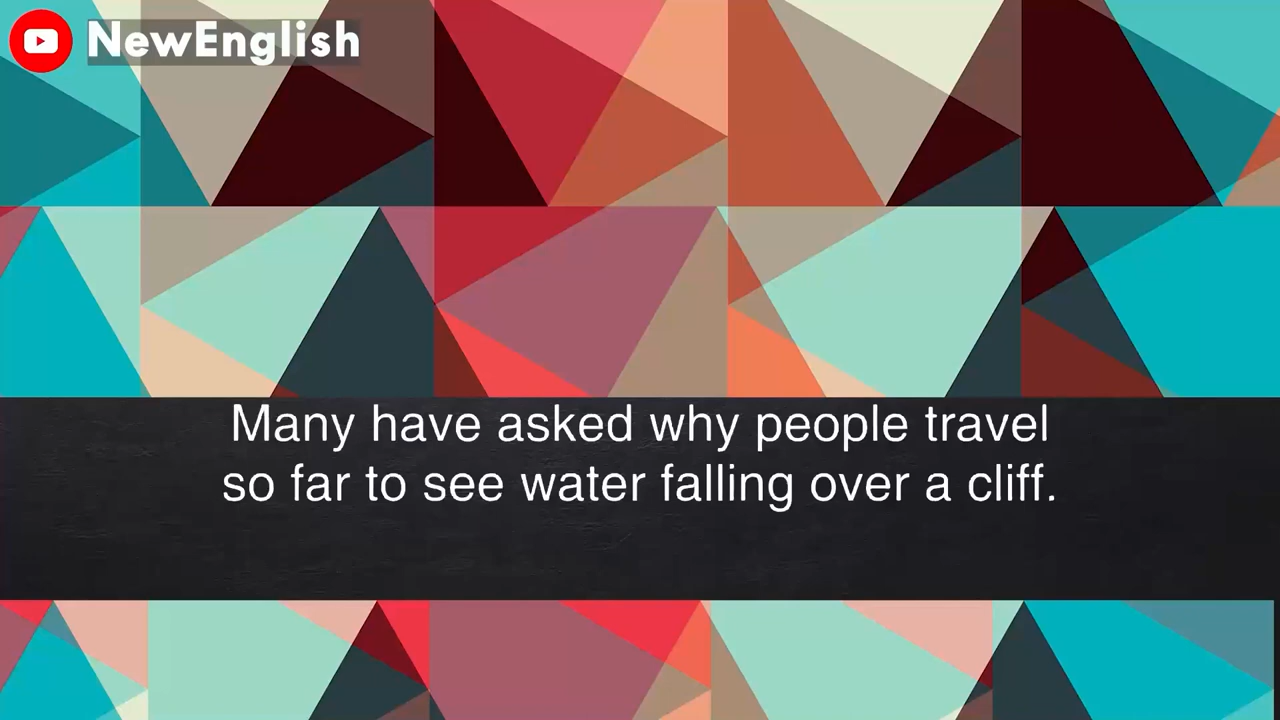 NewEnglish
Many have asked why people travel
so far to see water falling over a cliff.